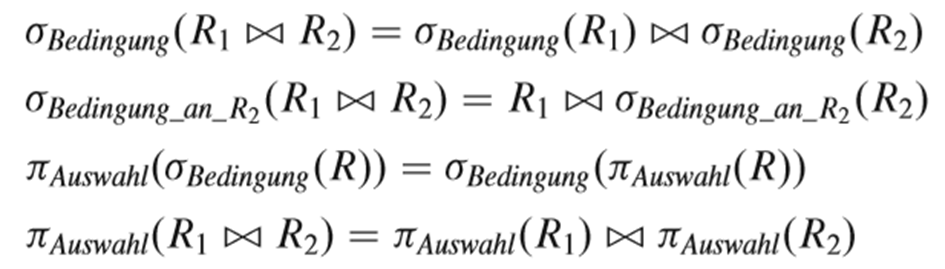 σ_Bedingung(R₁ ⋈ R₂) = σ_Bedingung(R₁) ⋈ σ_Bedingung(R₂)
σ_Bedingung_an_R₂(R₁ ⋈ R₂) = R₁ ⋈ σ_Bedingung_an_R₂(R₂)
π_Auswahl(σ_Bedingung(R)) = σ_Bedingung(π_Auswahl(R))
π_Auswahl(R₁ ⋈ R₂) = π_Auswahl(R₁) ⋈ π_Auswahl(R₂)